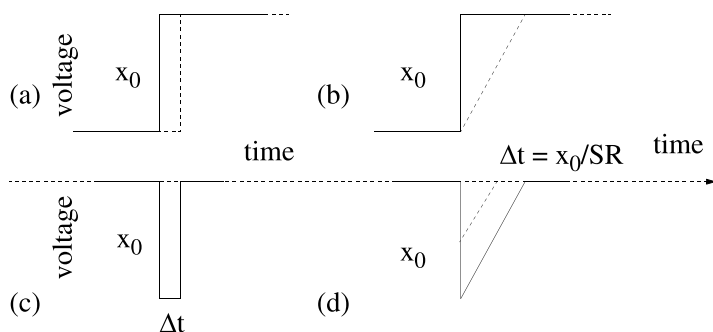 (a) voltage x0
(b) x0
time
time
Δt = x0/SR
(c) voltage x0
Δt
(d) x0